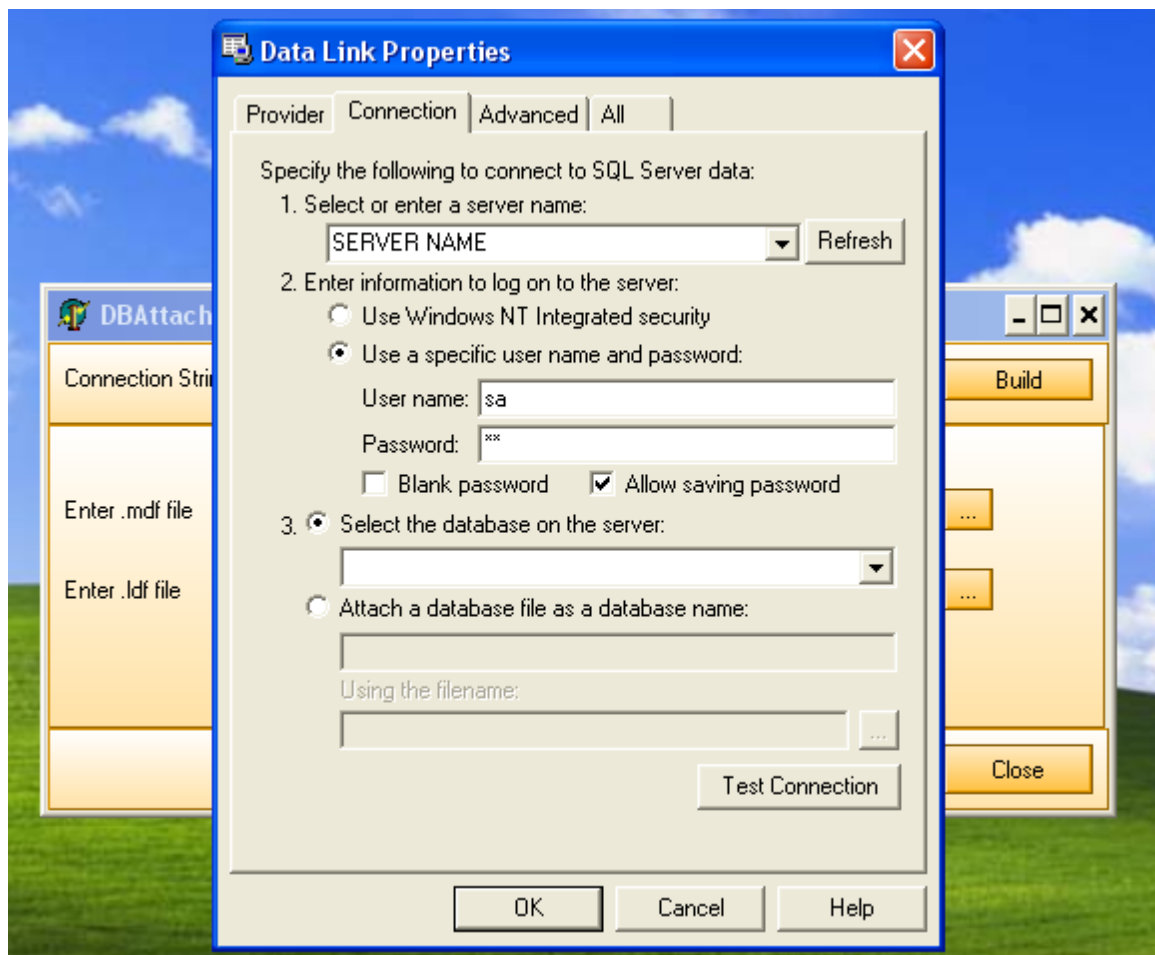 Data Link Properties
Provider Connection Advanced All
Specify the following to connect to SQL Server data:
1. Select or enter a server name:
SERVER NAME Refresh
2. Enter information to log on to the server:
Use Windows NT Integrated security
Use a specific user name and password:
User name: sa
Password: **
Blank password Allow saving password
3. Select the database on the server:
Attach a database file as a database name:
Using the filename:
...
Test Connection
OK Cancel Help
DBAttach
Connection Stri
Build
Enter .mdf file ...
Enter .ldf file ...
Close